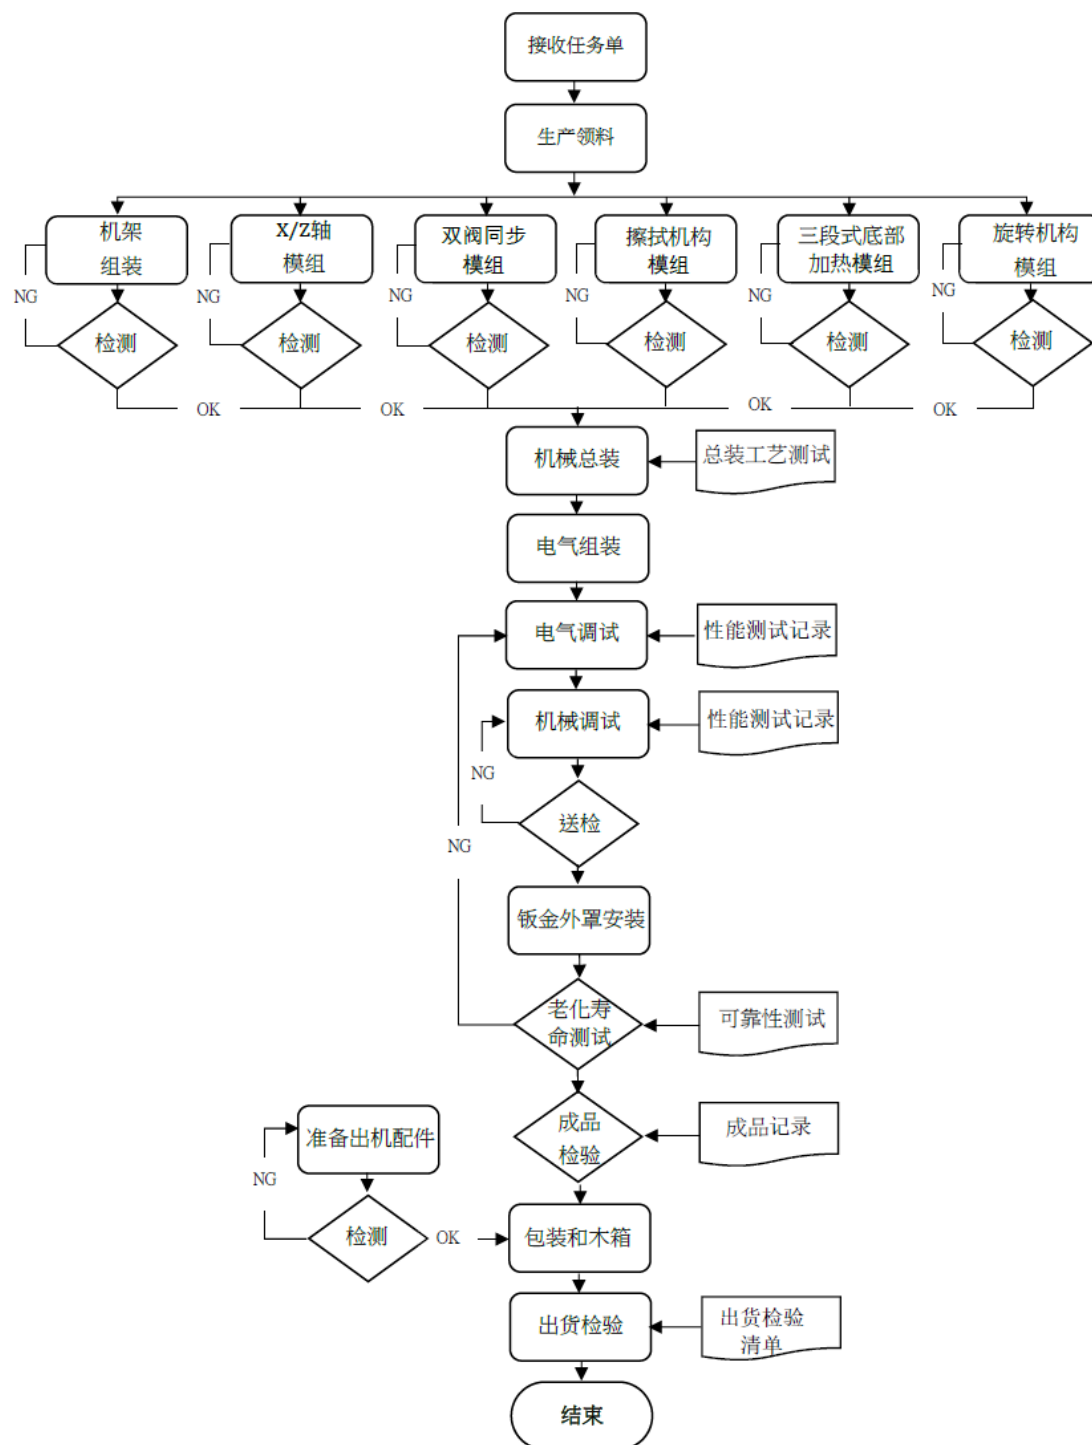 接收任务单
生产领料
机架
组装
X/Z轴
模组
双阀同步
模组
擦拭机构
模组
三段式底部
加热模组
旋转机构
模组
NG
NG
NG
NG
NG
NG
检测
检测
检测
检测
检测
检测
OK
OK
OK
OK
机械总装
总装工艺测试
电气组装
电气调试
性能测试记录
机械调试
性能测试记录
NG
送检
NG
钣金外罩安装
老化寿
命测试
可靠性测试
成品
检验
成品记录
准备出机配件
NG
检测
OK
包装和木箱
出货检验
出货检验
清单
结束